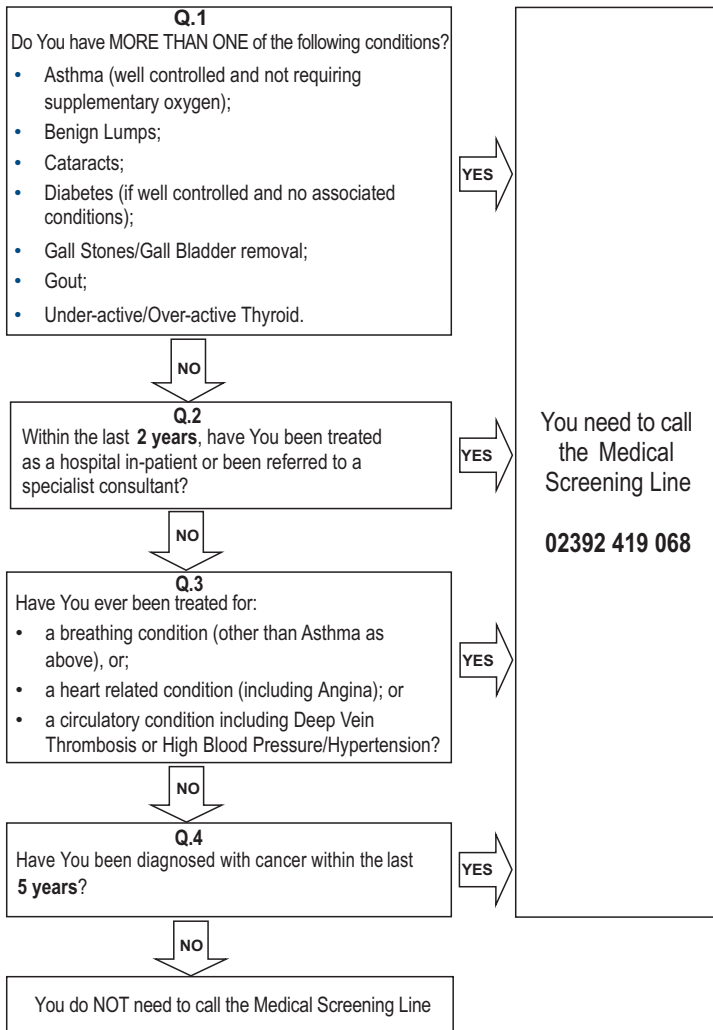 Q.1
Do You have MORE THAN ONE of the following conditions?
• Asthma (well controlled and not requiring
supplementary oxygen);
• Benign Lumps;
• Cataracts;
• Diabetes (if well controlled and no associated
conditions);
• Gall Stones/Gall Bladder removal;
• Gout;
• Under-active/Over-active Thyroid.
YES
NO
Q.2
Within the last 2 years, have You been treated
as a hospital in-patient or been referred to a
specialist consultant?
YES
NO
Q.3
Have You ever been treated for:
• a breathing condition (other than Asthma as
above), or;
• a heart related condition (including Angina); or
• a circulatory condition including Deep Vein
Thrombosis or High Blood Pressure/Hypertension?
YES
NO
Q.4
Have You been diagnosed with cancer within the last
5 years?
YES
NO
You do NOT need to call the Medical Screening Line
You need to call
the Medical
Screening Line
02392 419 068